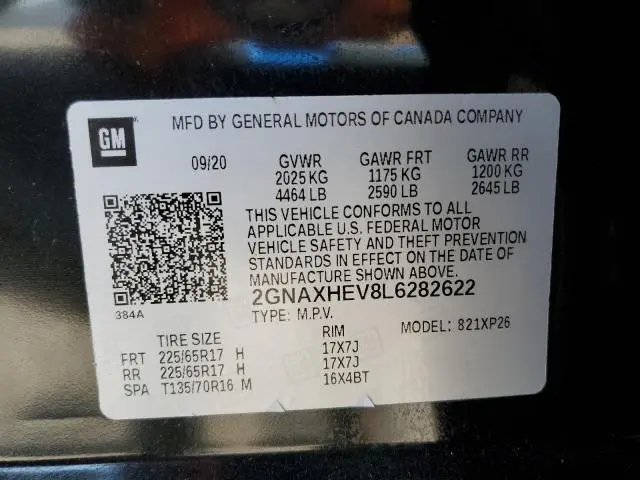 GM
MFD BY GENERAL MOTORS OF CANADA COMPANY
09/20 GVWR GAWR FRT GAWR RR
2025 KG 1175 KG 1200 KG
4464 LB 2590 LB 2645 LB
THIS VEHICLE CONFORMS TO ALL
APPLICABLE U.S. FEDERAL MOTOR
VEHICLE SAFETY AND THEFT PREVENTION
STANDARDS IN EFFECT ON THE DATE OF
MANUFACTURE SHOWN ABOVE.
384A
2GNAXHEV8L6282622
TYPE: M.P.V. MODEL: 821XP26
TIRE SIZE RIM
FRT 225/65R17 H 17X7J
RR 225/65R17 H 17X7J
SPA T135/70R16 M 16X4BT